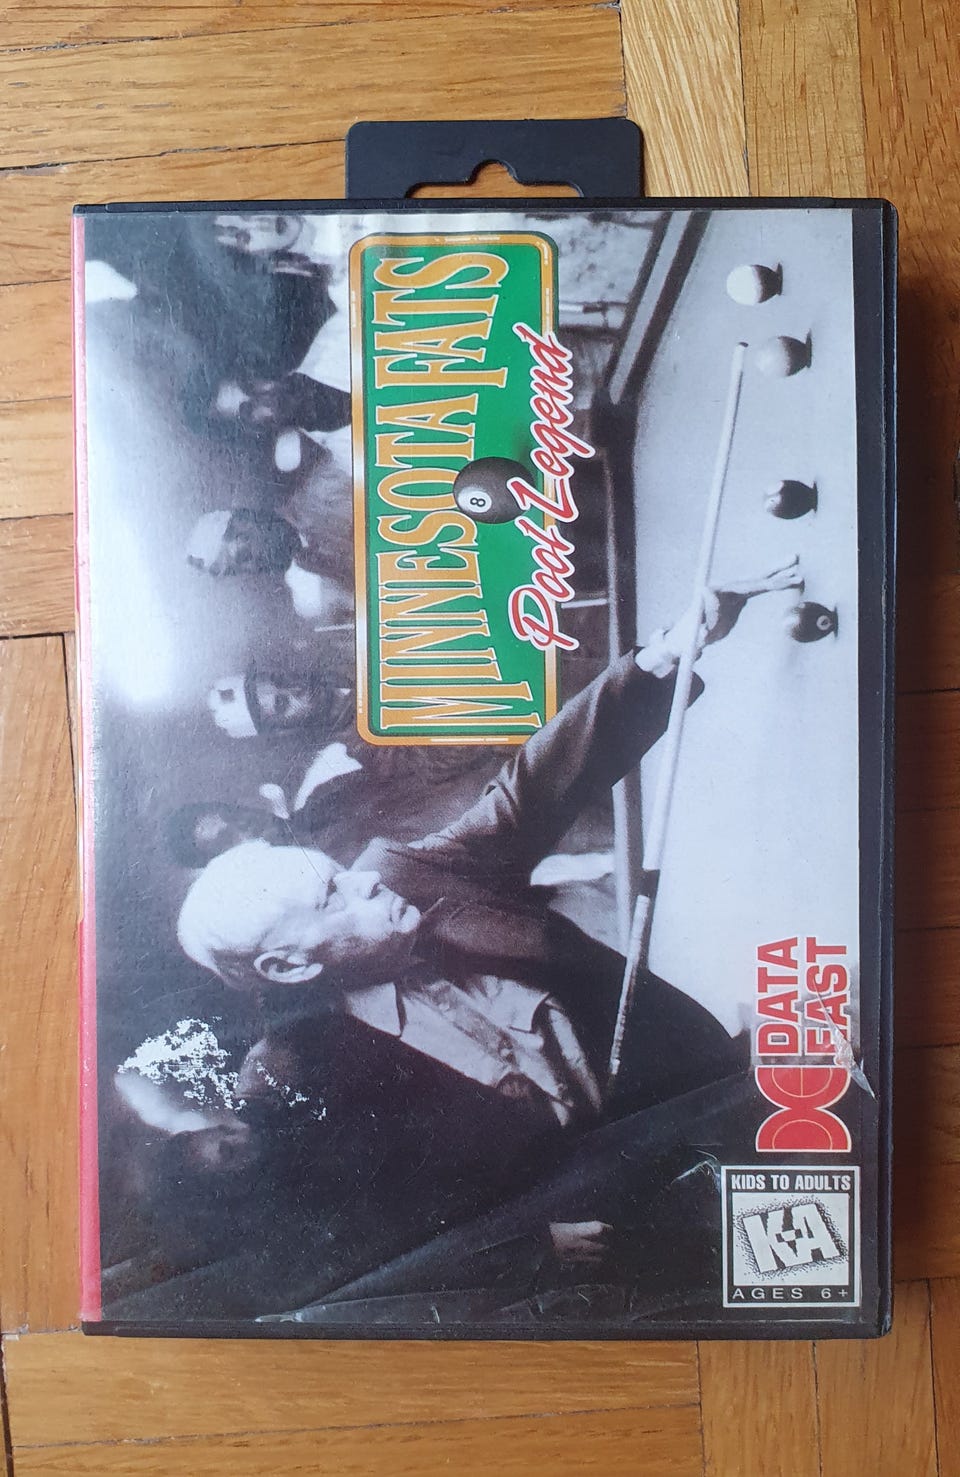 MINNESOTA FATS
8
Pool Legend
DATA
EAST
KIDS TO ADULTS
K-A
AGES 6+